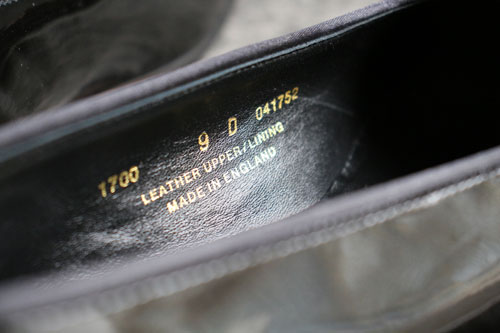 1700 9 D 041752
LEATHER UPPER/LINING
MADE IN ENGLAND